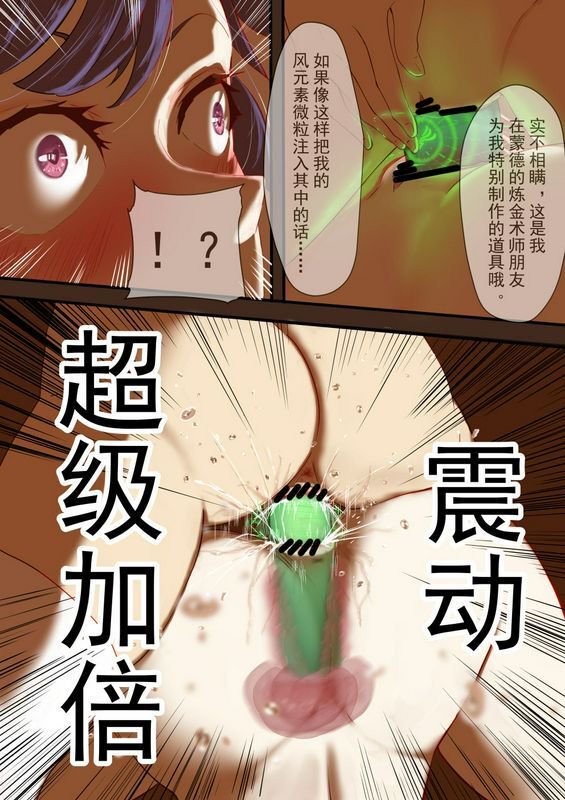 实不相瞒，这是我
在蒙德的炼金术师朋友
为我特别制作的道具哦。
如果像这样把我的
风元素微粒注入其中的话……
！？
震动
超级加倍